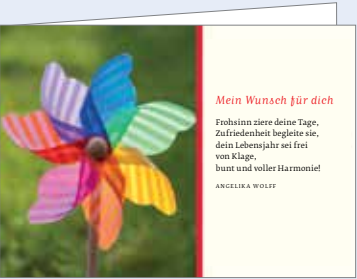 Mein Wunsch für dich
Frohsinn ziere deine Tage,
Zufriedenheit begleite sie,
dein Lebensjahr sei frei
von Klage,
bunt und voller Harmonie!
ANGELIKA WOLFF